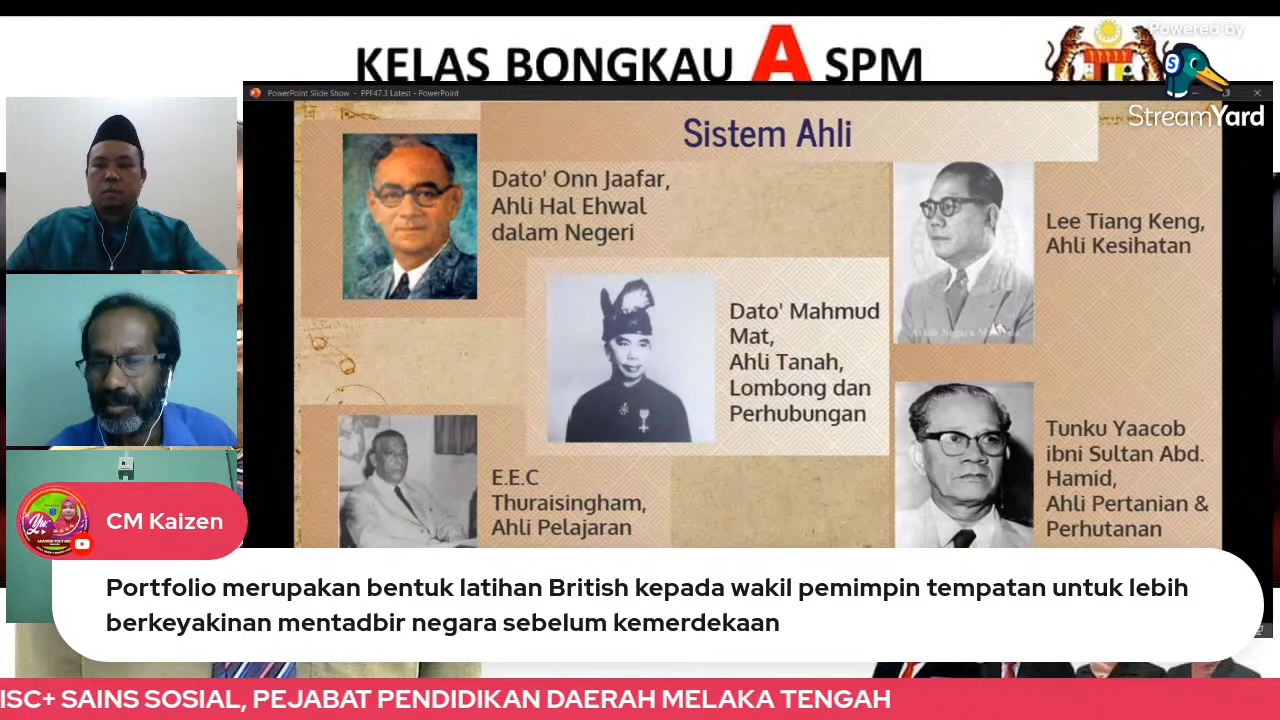 KELAS BONGKAU A SPM
Powered by
StreamYard
PowerPoint Slide Show - PPF47.3 Latest - PowerPoint
Sistem Ahli
Dato' Onn Jaafar,
Ahli Hal Ehwal
dalam Negeri
Lee Tiang Keng,
Ahli Kesihatan
Dato' Mahmud
Mat,
Ahli Tanah,
Lombong dan
Perhubungan
E.E.C
Thuraisingham,
Ahli Pelajaran
Tunku Yaacob
ibni Sultan Abd.
Hamid,
Ahli Pertanian &
Perhutanan
CM Kaizen
Portfolio merupakan bentuk latihan British kepada wakil pemimpin tempatan untuk lebih
berkeyakinan mentadbir negara sebelum kemerdekaan
ISC+ SAINS SOSIAL, PEJABAT PENDIDIKAN DAERAH MELAKA TENGAH